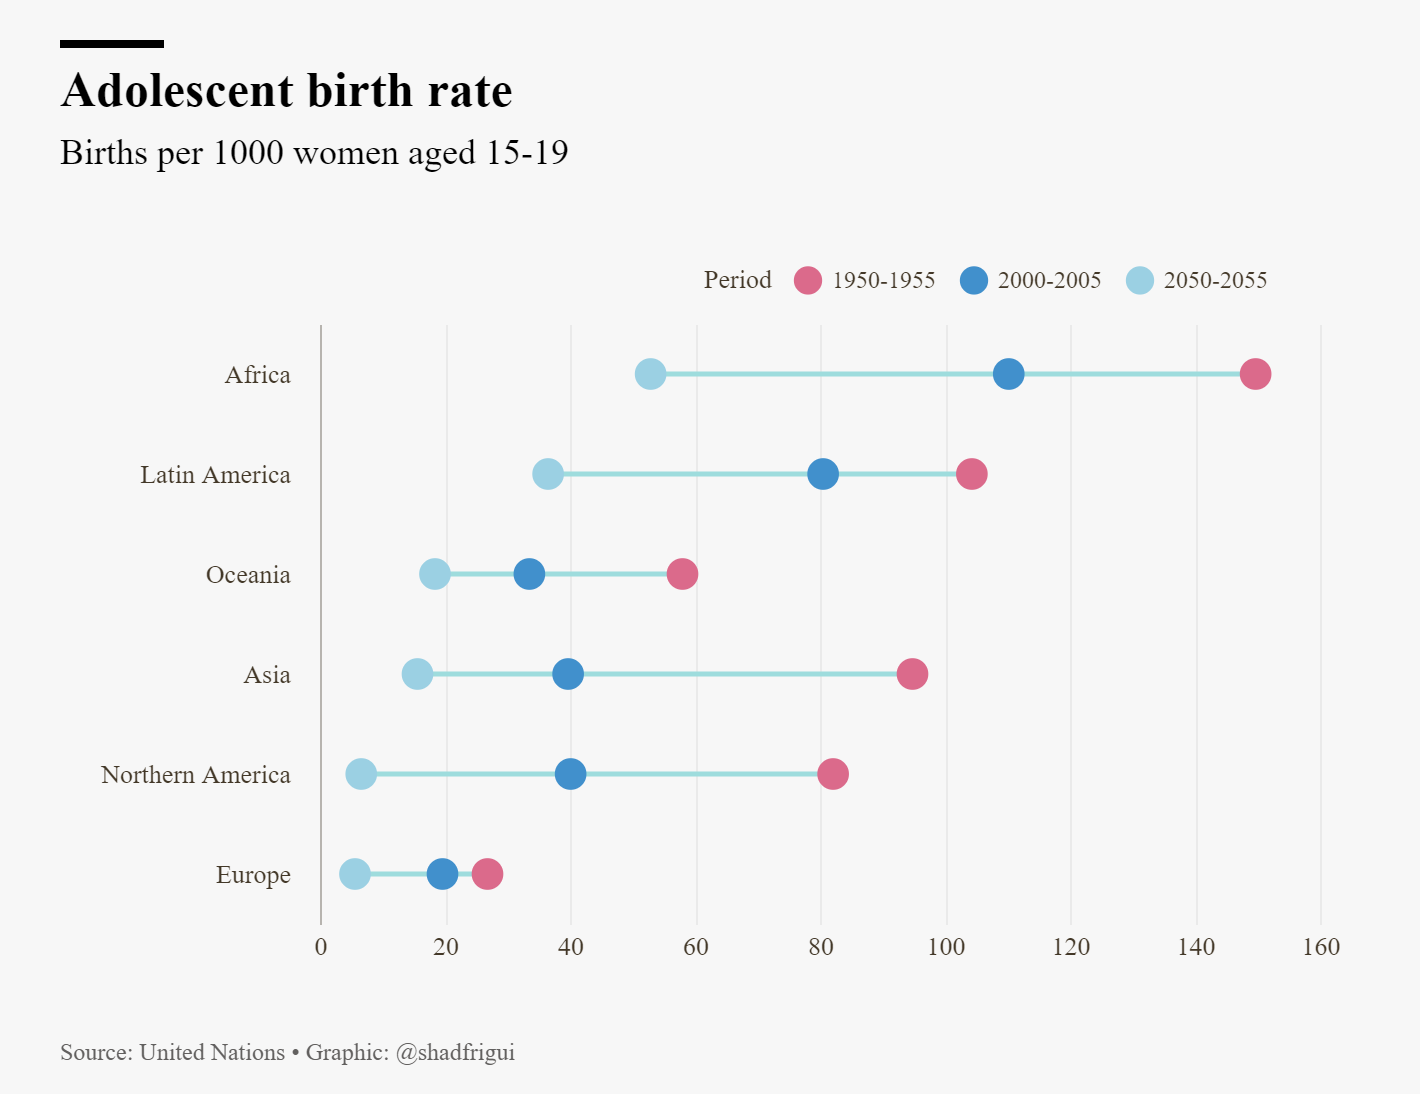 Adolescent birth rate
Births per 1000 women aged 15-19
Period 1950-1955 2000-2005 2050-2055
Africa
Latin America
Oceania
Asia
Northern America
Europe
0 20 40 60 80 100 120 140 160
Source: United Nations • Graphic: @shadfrigui